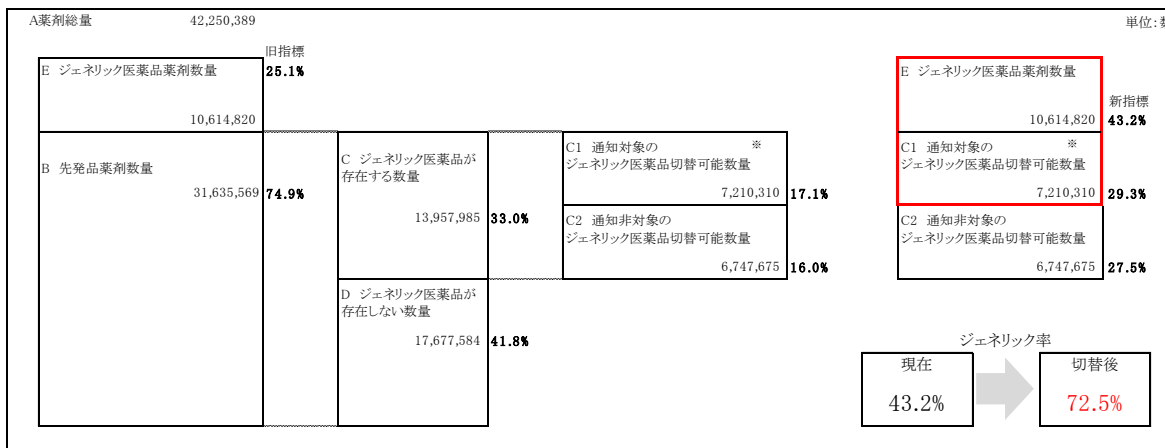 A薬剤総量 42,250,389
単位:数
旧指標
E ジェネリック医薬品薬剤数量 25.1%
10,614,820
B 先発品薬剤数量
31,635,569 74.9%
C ジェネリック医薬品が
存在する数量
13,957,985 33.0%
D ジェネリック医薬品が
存在しない数量
17,677,584 41.8%
C1 通知対象の ※
ジェネリック医薬品切替可能数量
7,210,310 17.1%
C2 通知非対象の
ジェネリック医薬品切替可能数量
6,747,675 16.0%
E ジェネリック医薬品薬剤数量
新指標
10,614,820 43.2%
C1 通知対象の ※
ジェネリック医薬品切替可能数量
7,210,310 29.3%
C2 通知非対象の
ジェネリック医薬品切替可能数量
6,747,675 27.5%
ジェネリック率
現在
43.2%
切替後
72.5%